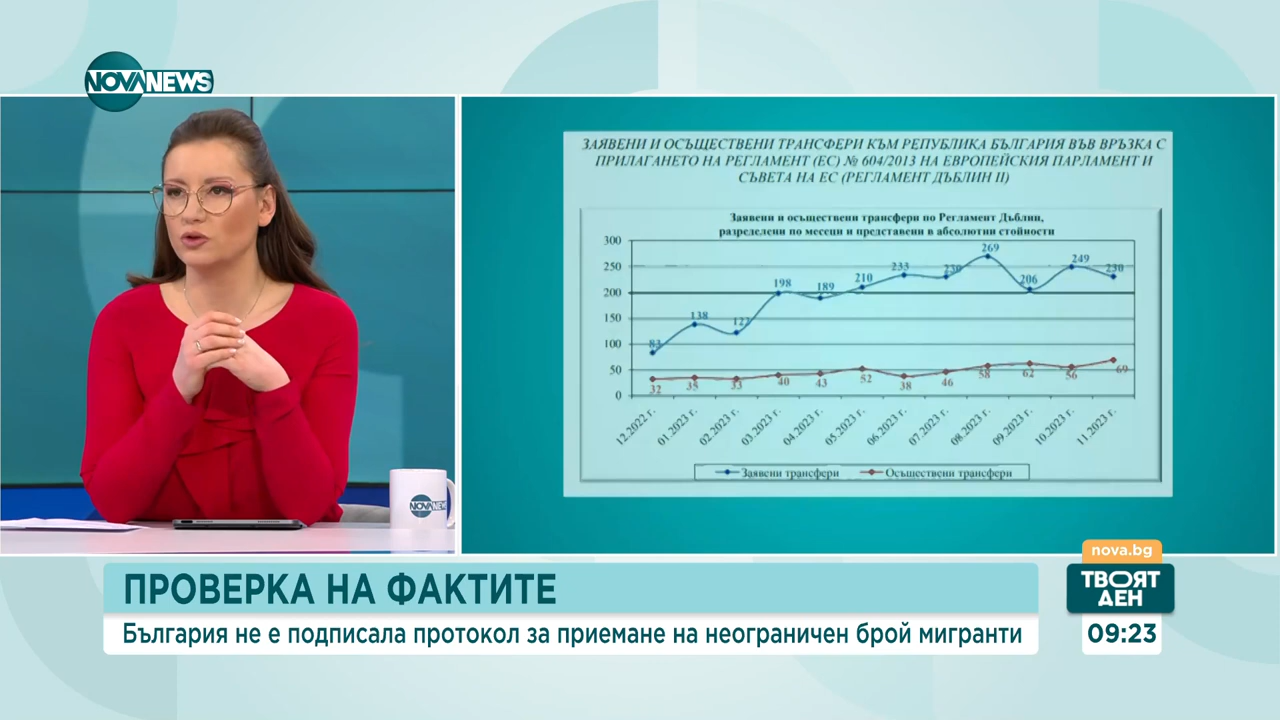 NOVANEWS
ЗАЯВЕНИ И ОСЪЩЕСТВЕНИ ТРАНСФЕРИ КЪМ РЕПУБЛИКА БЪЛГАРИЯ ВЪВ ВРЪЗКА С
ПРИЛАГАНЕТО НА РЕГЛАМЕНТ (ЕС) № 604/2013 НА ЕВРОПЕЙСКИЯ ПАРЛАМЕНТ И
СЪВЕТА НА ЕС (РЕГЛАМЕНТ ДЪБЛИН II)
Заявени и осъществени трансфери по Регламент Дъблин,
разределени по месеци и представени в абсолютни стойности
300
250
200
150
100
50
0
83 138 122 198 189 210 233 230 269 206 249 230
32 35 33 40 43 52 38 46 58 62 56 69
12.2022 г. 01.2023 г. 02.2023 г. 03.2023 г. 04.2023 г. 05.2023 г. 06.2023 г. 07.2023 г. 08.2023 г. 09.2023 г. 10.2023 г. 11.2023 г.
Заявени трансфери Осъществени трансфери
NOVANEWS
ПРОВЕРКА НА ФАКТИТЕ
България не е подписала протокол за приемане на неограничен брой мигранти
nova.bg
ТВОЯТ
ДЕН
09:23